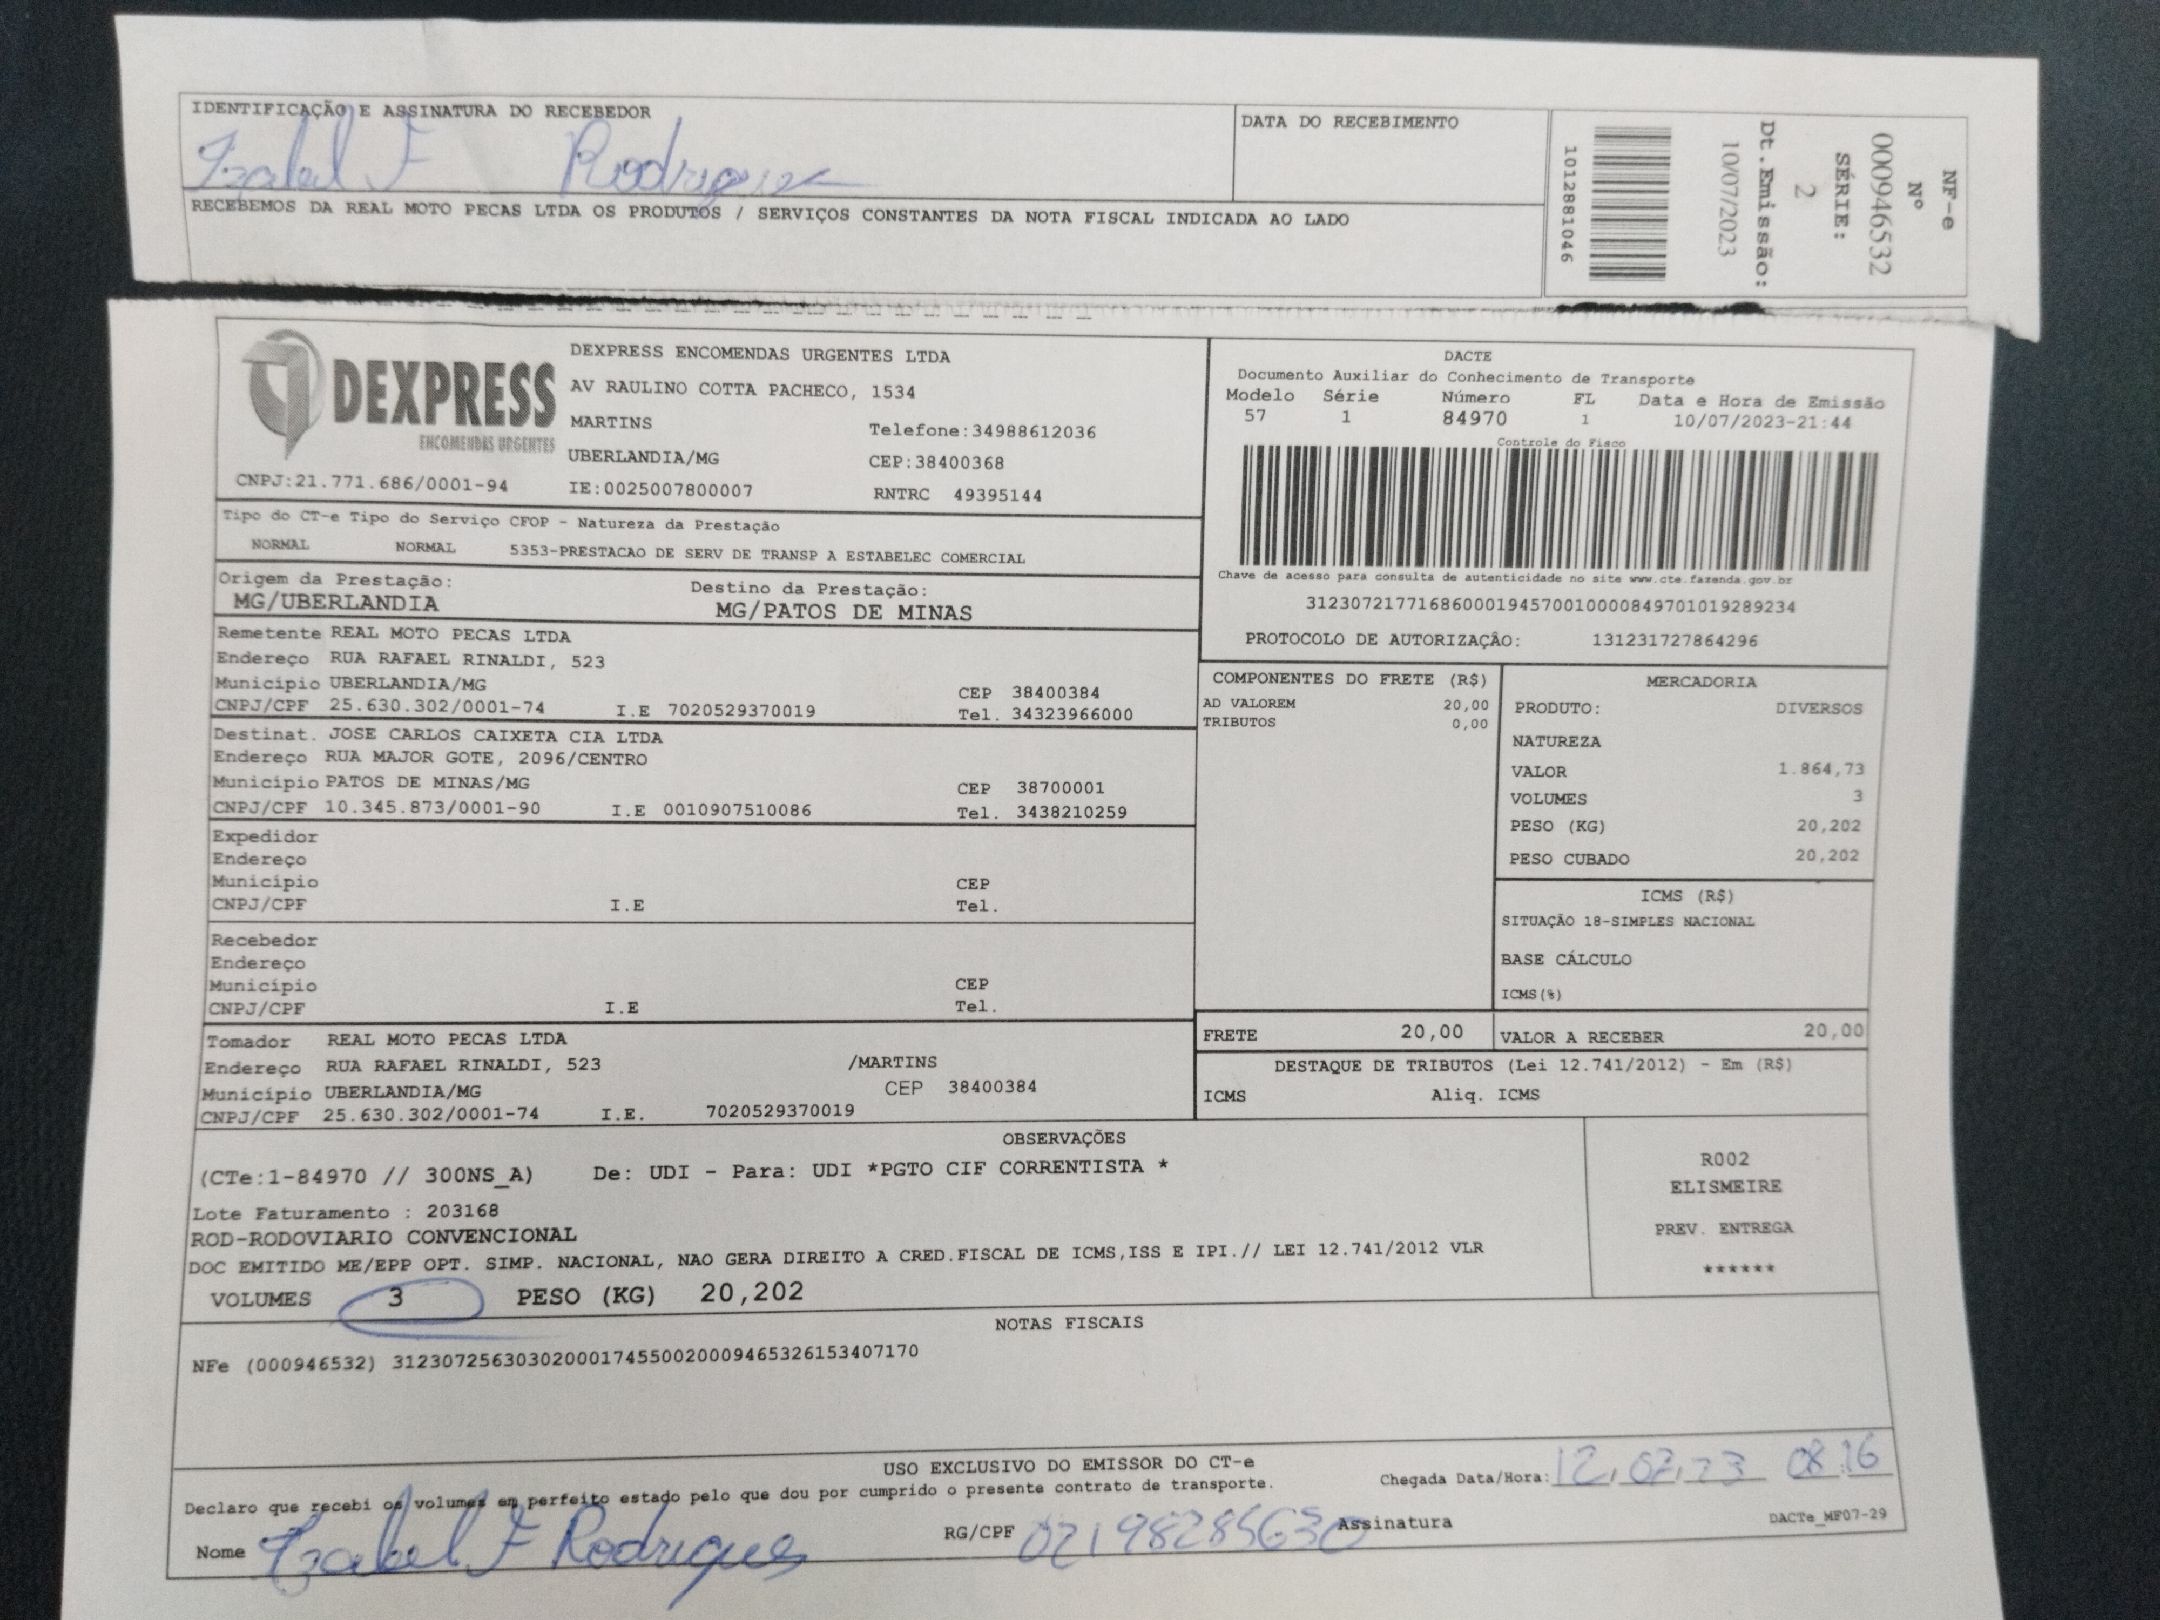 IDENTIFICAÇÃO E ASSINATURA DO RECEBEDOR
Izabel F Rodrigues
DATA DO RECEBIMENTO
RECEBEMOS DA REAL MOTO PECAS LTDA OS PRODUTOS / SERVIÇOS CONSTANTES DA NOTA FISCAL INDICADA AO LADO
NF-e
Nº
000946532
SÉRIE:
2
Dt.Emissão:
10/07/2023
1012881046
DEXPRESS
ENCOMENDAS URGENTES
CNPJ:21.771.686/0001-94
DEXPRESS ENCOMENDAS URGENTES LTDA
AV RAULINO COTTA PACHECO, 1534
MARTINS Telefone:34988612036
UBERLANDIA/MG CEP:38400368
IE:0025007800007 RNTRC 49395144
DACTE
Documento Auxiliar do Conhecimento de Transporte
Modelo Série Número FL Data e Hora de Emissão
57 1 84970 1 10/07/2023-21:44
Controle do Fisco
Chave de acesso para consulta de autenticidade no site www.cte.fazenda.gov.br
31230721771686000194570010000849701019289234
PROTOCOLO DE AUTORIZAÇÂO: 131231727864296
Tipo do CT-e Tipo do Serviço CFOP - Natureza da Prestação
NORMAL NORMAL 5353-PRESTACAO DE SERV DE TRANSP A ESTABELEC COMERCIAL
Origem da Prestação: Destino da Prestação:
MG/UBERLANDIA MG/PATOS DE MINAS
Remetente REAL MOTO PECAS LTDA
Endereço RUA RAFAEL RINALDI, 523
Município UBERLANDIA/MG CEP 38400384
CNPJ/CPF 25.630.302/0001-74 I.E 7020529370019 Tel. 34323966000
Destinat. JOSE CARLOS CAIXETA CIA LTDA
Endereço RUA MAJOR GOTE, 2096/CENTRO
Município PATOS DE MINAS/MG CEP 38700001
CNPJ/CPF 10.345.873/0001-90 I.E 0010907510086 Tel. 3438210259
Expedidor
Endereço
Município CEP
CNPJ/CPF I.E Tel.
Recebedor
Endereço
Município CEP
CNPJ/CPF I.E Tel.
Tomador REAL MOTO PECAS LTDA
Endereço RUA RAFAEL RINALDI, 523 /MARTINS
Município UBERLANDIA/MG CEP 38400384
CNPJ/CPF 25.630.302/0001-74 I.E. 7020529370019
COMPONENTES DO FRETE (R$)
AD VALOREM 20,00
TRIBUTOS 0,00
MERCADORIA
PRODUTO: DIVERSOS
NATUREZA
VALOR 1.864,73
VOLUMES 3
PESO (KG) 20,202
PESO CUBADO 20,202
ICMS (R$)
SITUAÇÃO 18-SIMPLES NACIONAL
BASE CÁLCULO
ICMS(%)
FRETE 20,00 VALOR A RECEBER 20,00
DESTAQUE DE TRIBUTOS (Lei 12.741/2012) - Em (R$)
ICMS Aliq. ICMS
OBSERVAÇÕES
(CTe:1-84970 // 300NS_A) De: UDI - Para: UDI *PGTO CIF CORRENTISTA *
Lote Faturamento : 203168
ROD-RODOVIARIO CONVENCIONAL
DOC EMITIDO ME/EPP OPT. SIMP. NACIONAL, NAO GERA DIREITO A CRED.FISCAL DE ICMS,ISS E IPI.// LEI 12.741/2012 VLR
VOLUMES 3 PESO (KG) 20,202
R002
ELISMEIRE
PREV. ENTREGA
******
NOTAS FISCAIS
NFe (000946532) 31230725630302000174550020009465326153407170
USO EXCLUSIVO DO EMISSOR DO CT-e
Declaro que recebi os volumes em perfeito estado pelo que dou por cumprido o presente contrato de transporte.
Chegada Data/Hora: 12.07.23 08:16
Nome Izabel F Rodrigues RG/CPF 02198285630 Assinatura
DACTe_MF07-29